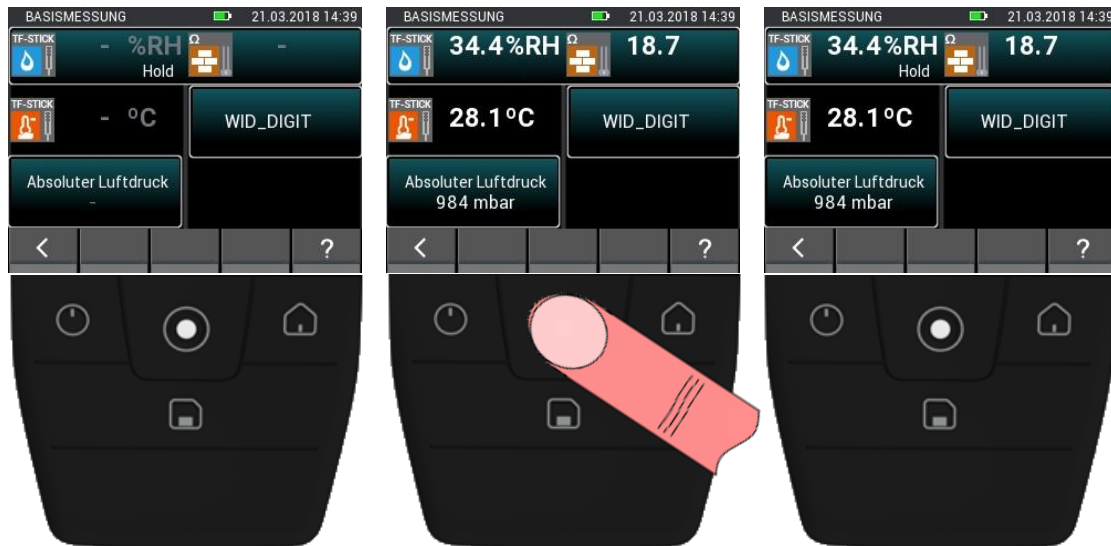 BASISMESSUNG 21.03.2018 14:39
TF-STICK - %RH Ω -
Hold
TF-STICK - ºC WID_DIGIT
Absoluter Luftdruck
-
< ?
BASISMESSUNG 21.03.2018 14:39
TF-STICK 34.4%RH Ω 18.7
TF-STICK 28.1ºC WID_DIGIT
Absoluter Luftdruck
984 mbar
< ?
BASISMESSUNG 21.03.2018 14:39
TF-STICK 34.4%RH Ω 18.7
Hold
TF-STICK 28.1ºC WID_DIGIT
Absoluter Luftdruck
984 mbar
< ?